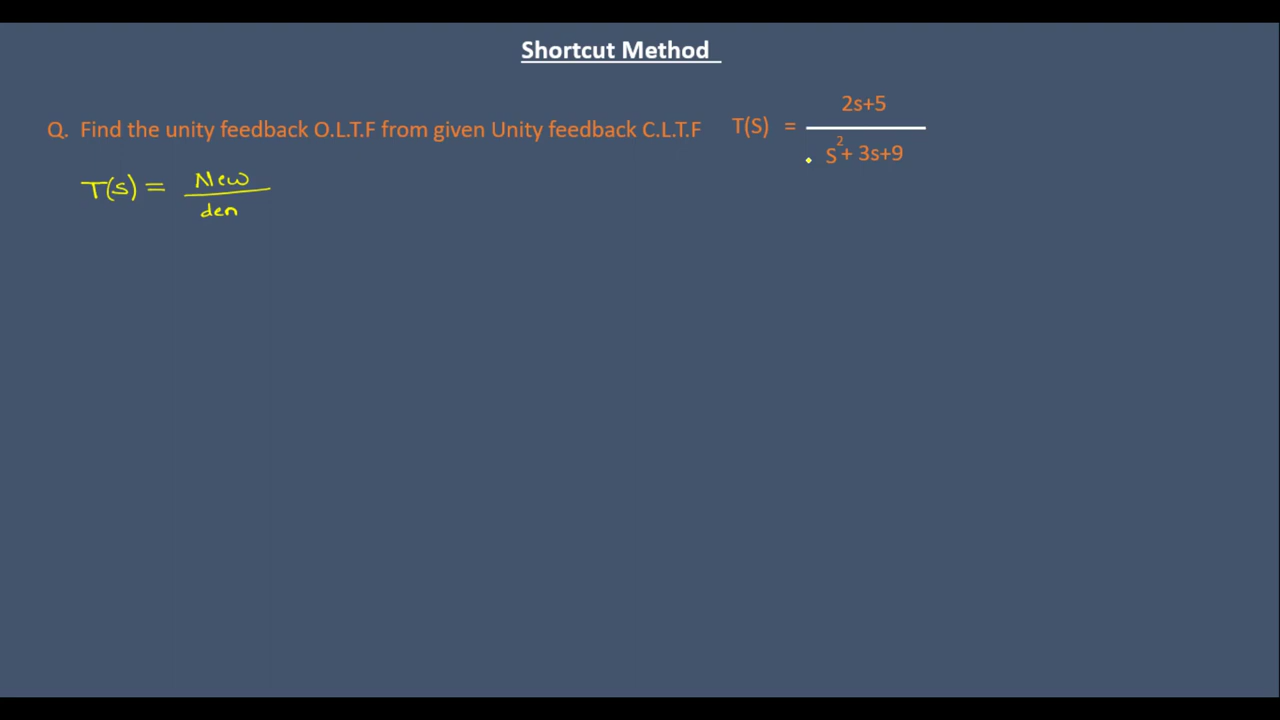 Shortcut Method
Q. Find the unity feedback O.L.T.F from given Unity feedback C.L.T.F T(S) = 2s+5
S²+ 3s+9
T(s) = New
den